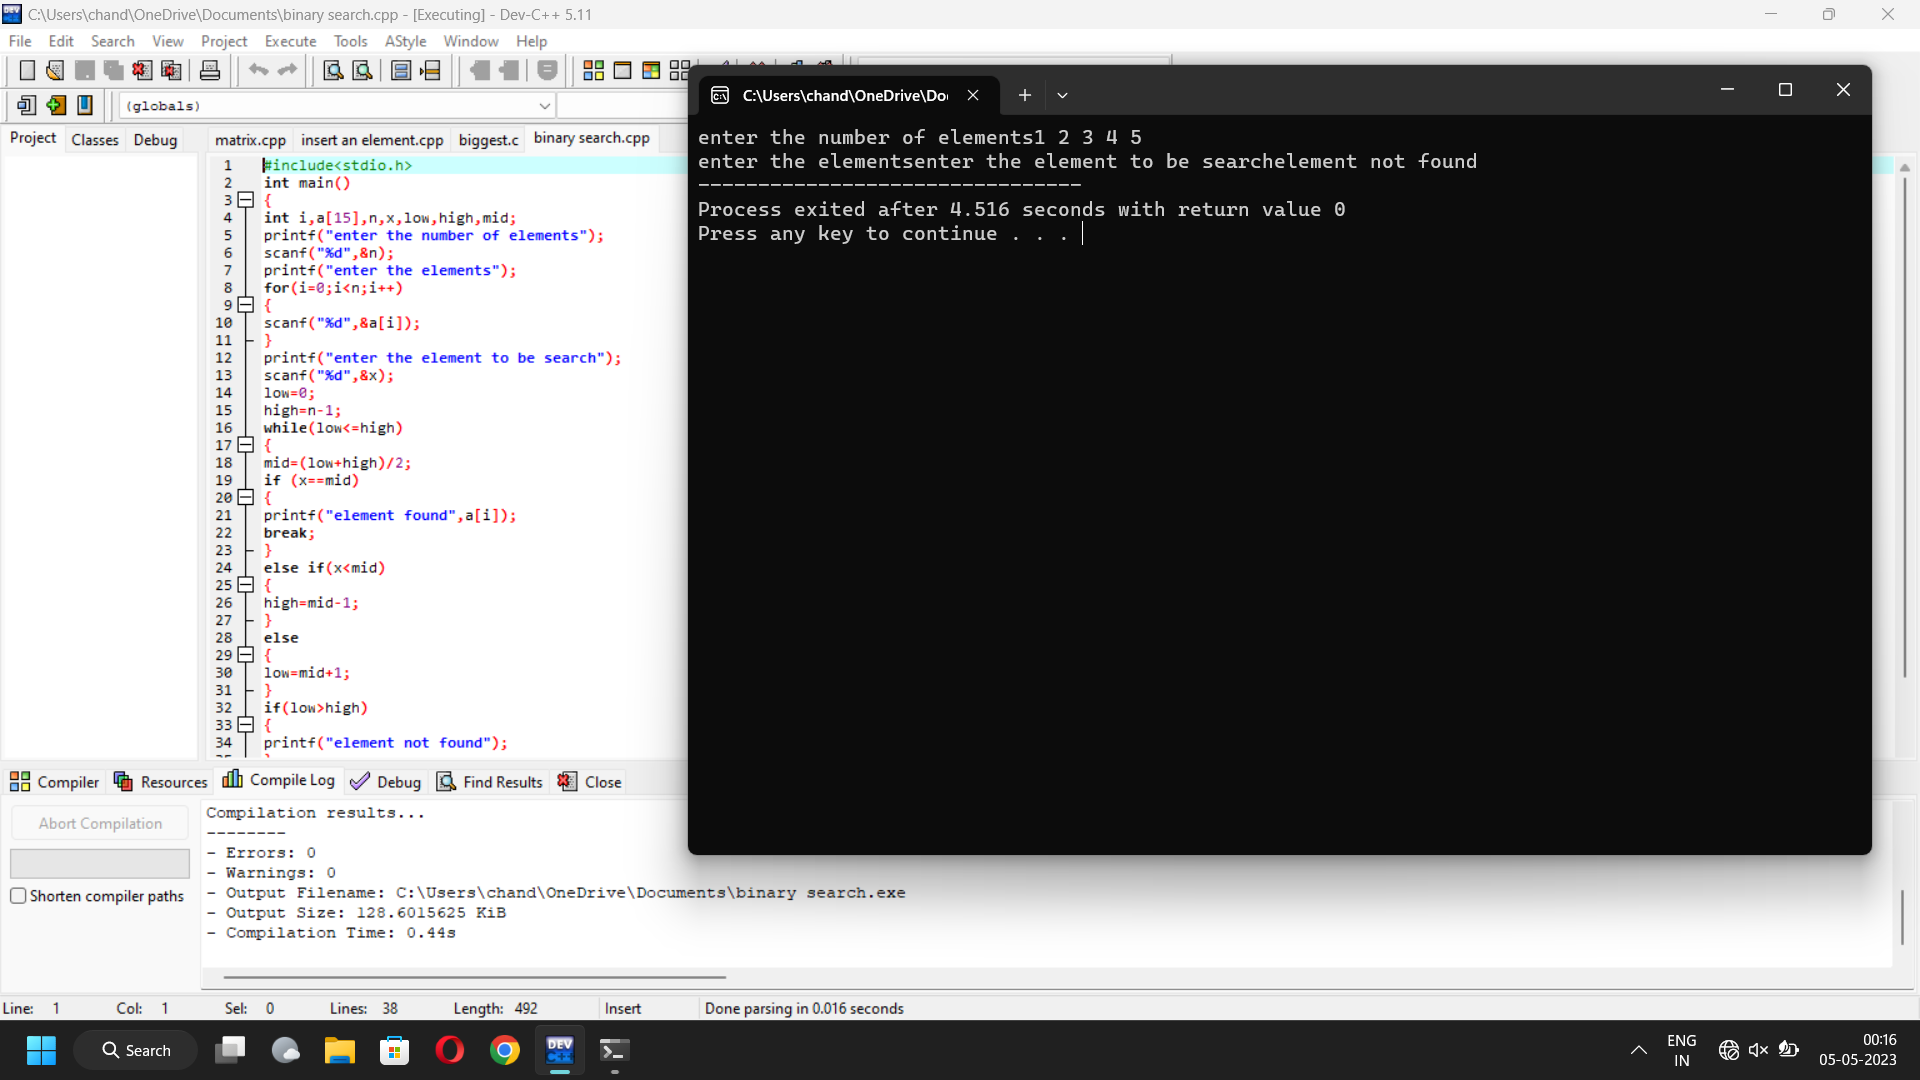 C:\Users\chand\OneDrive\Documents\binary search.cpp - [Executing] - Dev-C++ 5.11
File Edit Search View Project Execute Tools AStyle Window Help
(globals)
Project Classes Debug
matrix.cpp insert an element.cpp biggest.c binary search.cpp
1 #include<stdio.h>
2 int main()
3 {
4 int i,a[15],n,x,low,high,mid;
5 printf("enter the number of elements");
6 scanf("%d",&n);
7 printf("enter the elements");
8 for(i=0;i<n;i++)
9 {
10 scanf("%d",&a[i]);
11 }
12 printf("enter the element to be search");
13 scanf("%d",&x);
14 low=0;
15 high=n-1;
16 while(low<=high)
17 {
18 mid=(low+high)/2;
19 if (x==mid)
20 {
21 printf("element found",a[i]);
22 break;
23 }
24 else if(x<mid)
25 {
26 high=mid-1;
27 }
28 else
29 {
30 low=mid+1;
31 }
32 if(low>high)
33 {
34 printf("element not found");
C:\Users\chand\OneDrive\Do
enter the number of elements1 2 3 4 5
enter the elementsenter the element to be searchelement not found
--------------------------------
Process exited after 4.516 seconds with return value 0
Press any key to continue . . .
Compiler Resources Compile Log Debug Find Results Close
Abort Compilation
Shorten compiler paths
Compilation results...
--------
- Errors: 0
- Warnings: 0
- Output Filename: C:\Users\chand\OneDrive\Documents\binary search.exe
- Output Size: 128.6015625 KiB
- Compilation Time: 0.44s
Line: 1 Col: 1 Sel: 0 Lines: 38 Length: 492 Insert Done parsing in 0.016 seconds
Search
DEV C++
ENG
IN
00:16
05-05-2023